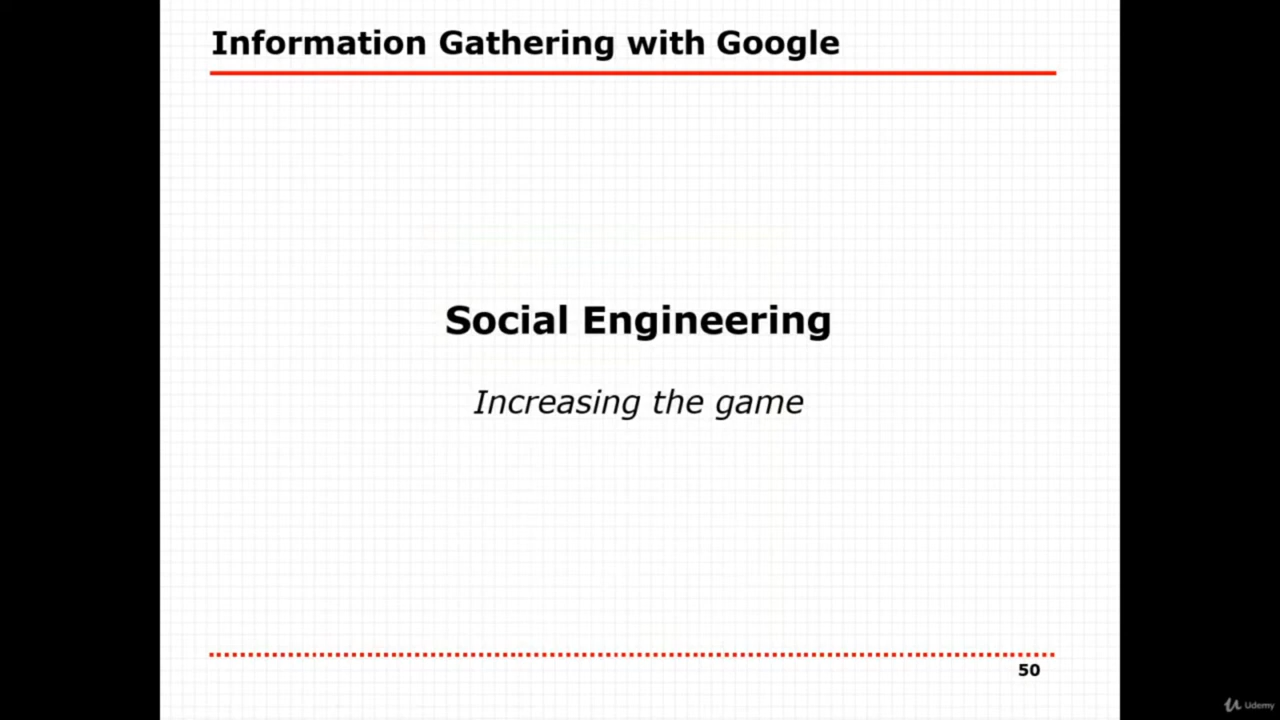 Information Gathering with Google
Social Engineering
Increasing the game
50
Udemy